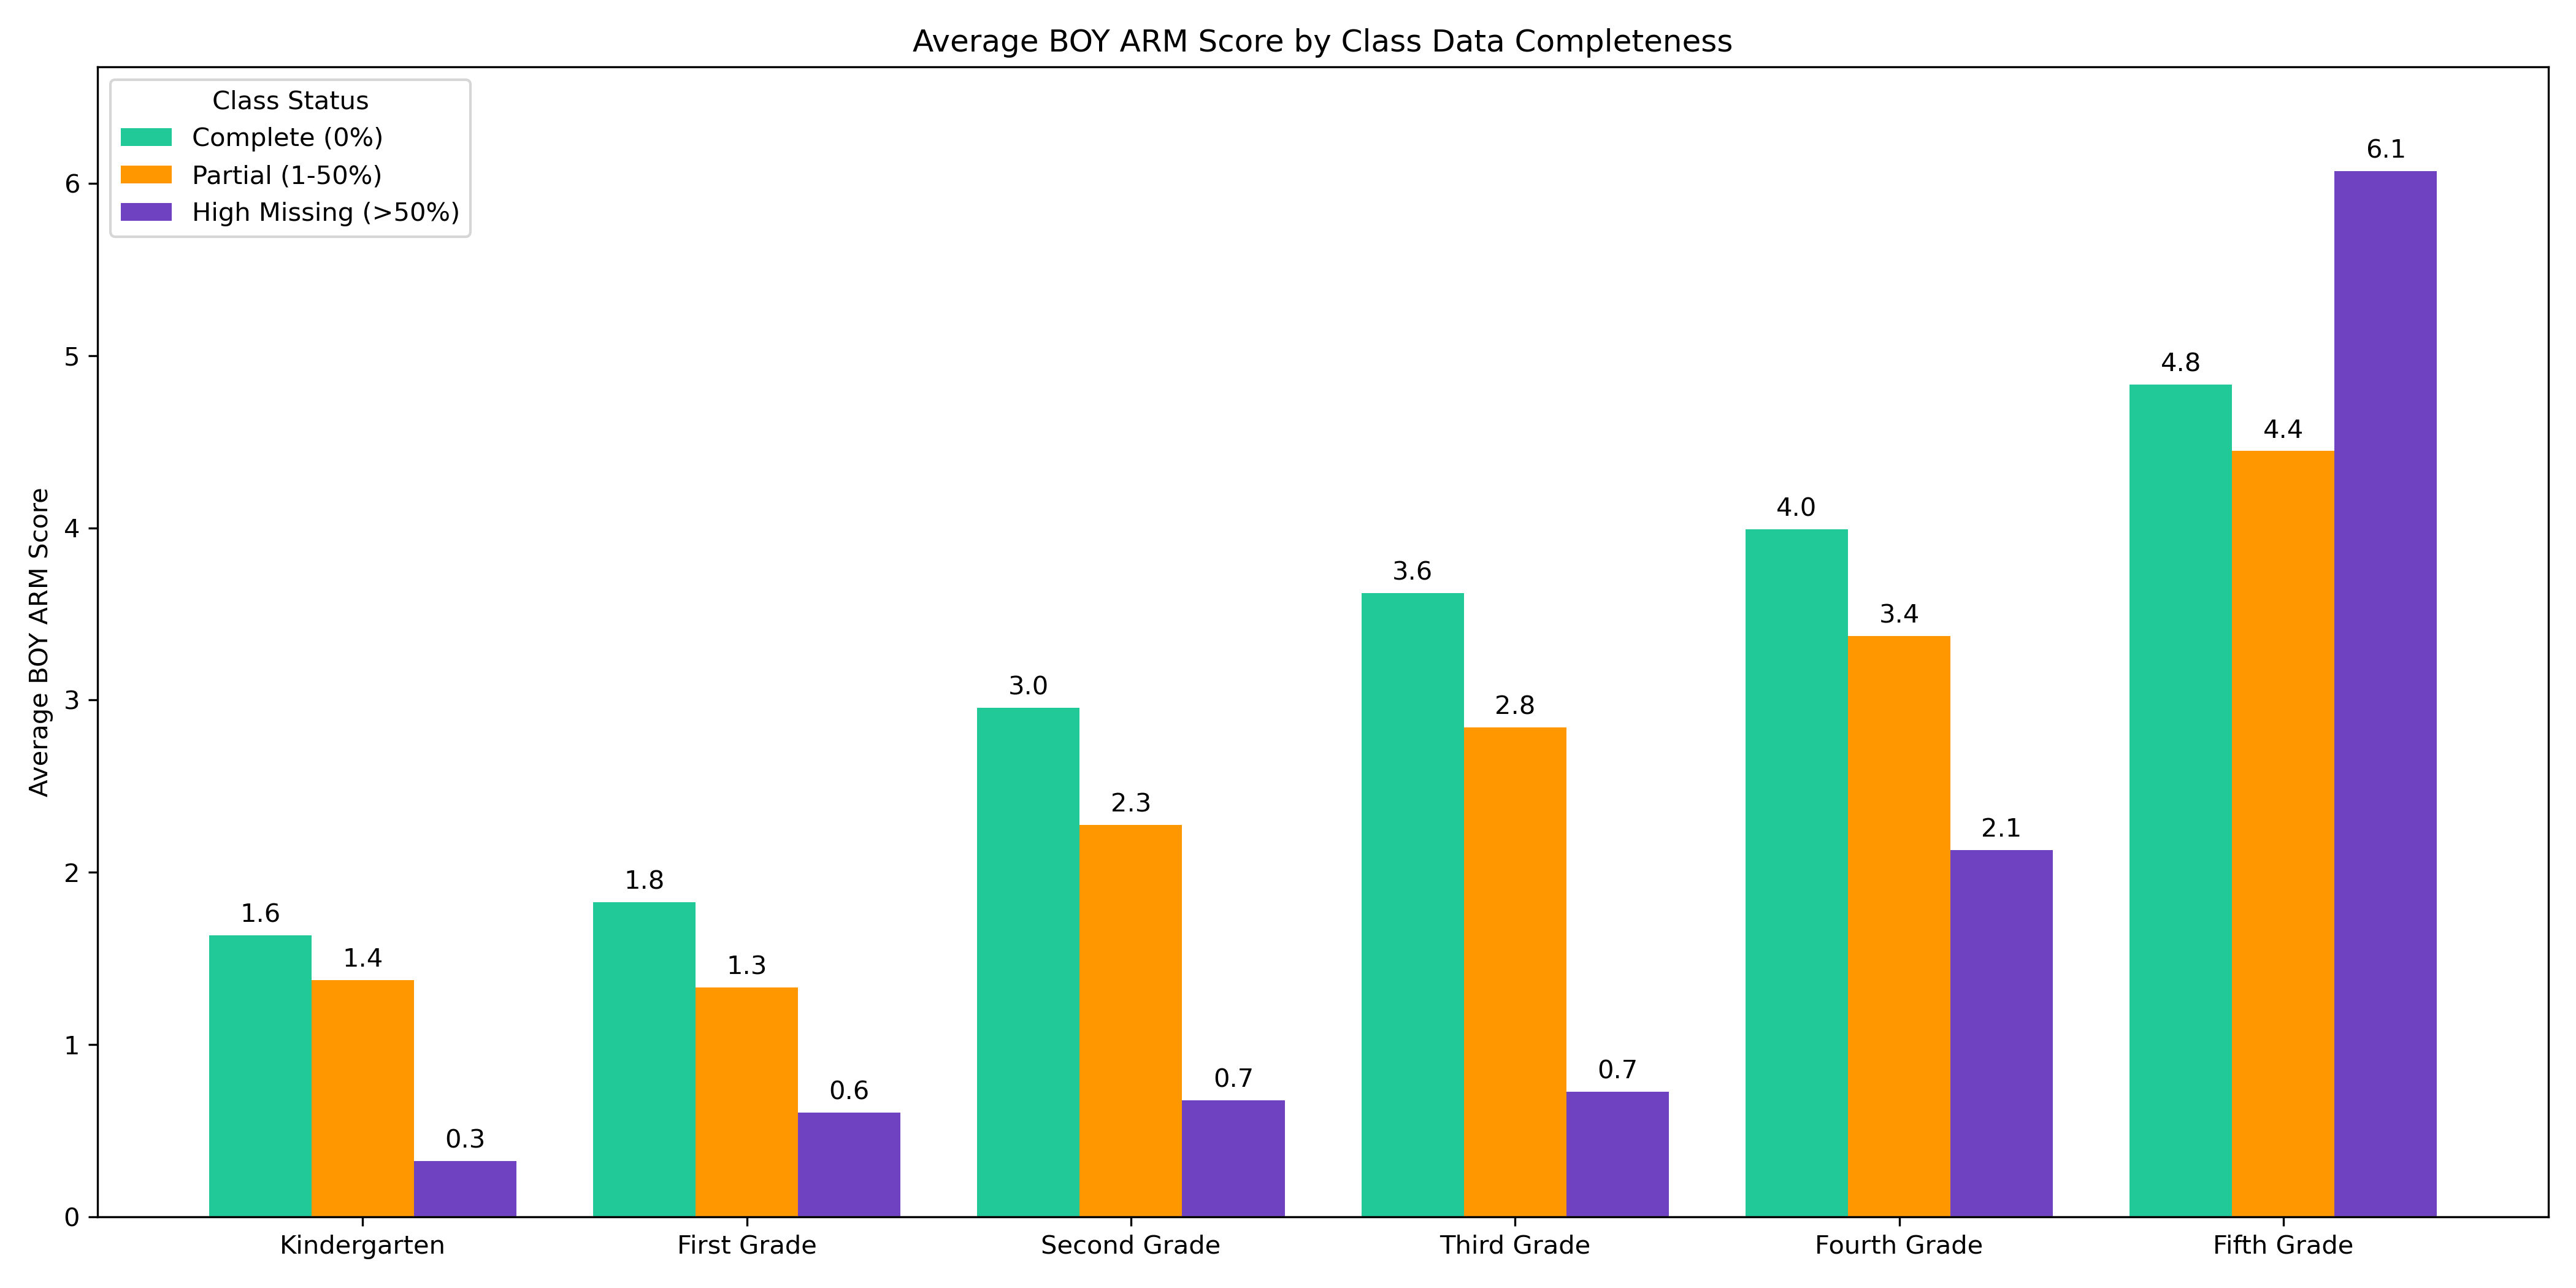 Average BOY ARM Score by Class Data Completeness
Class Status
Complete (0%)
Partial (1-50%)
High Missing (>50%)
Average BOY ARM Score
6
5
4
3
2
1
0
1.6
1.4
0.3
1.8
1.3
0.6
3.0
2.3
0.7
3.6
2.8
0.7
4.0
3.4
2.1
4.8
4.4
6.1
Kindergarten
First Grade
Second Grade
Third Grade
Fourth Grade
Fifth Grade